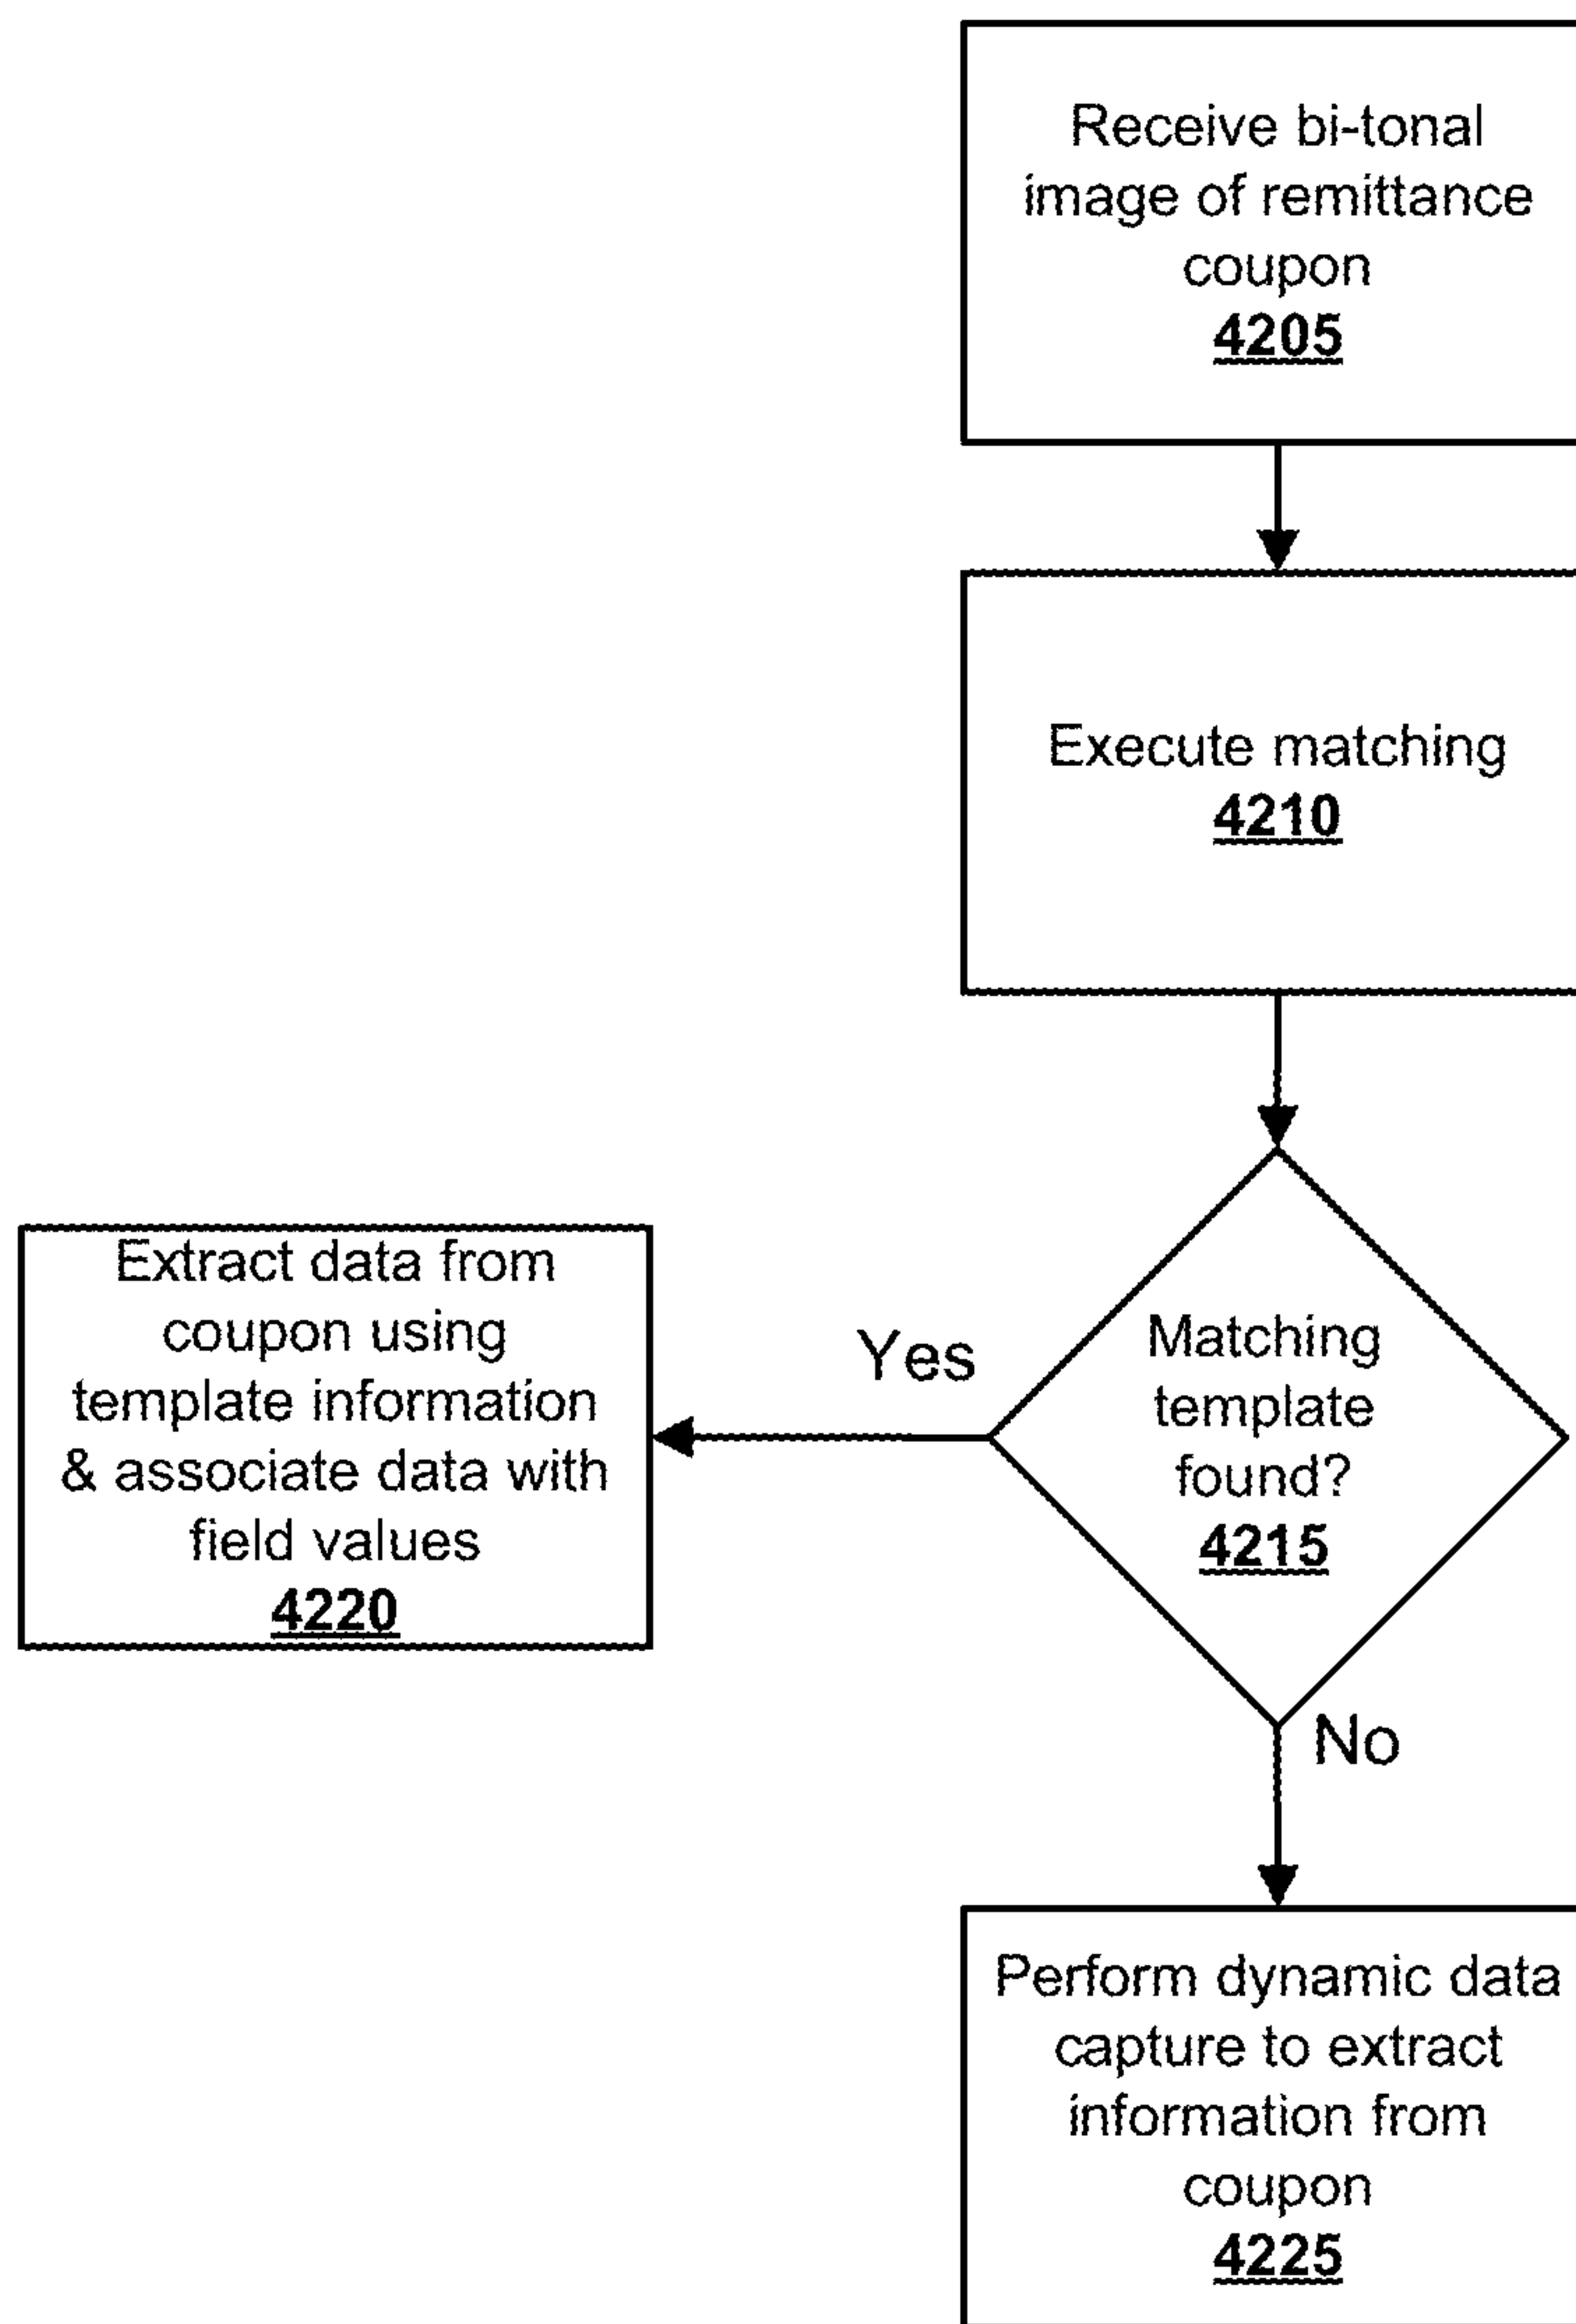 Receive bi-tonal
image of remittance
coupon
4205
Execute matching
4210
Matching
template
found?
4215
Yes
Extract data from
coupon using
template information
& associate data with
field values
4220
No
Perform dynamic data
capture to extract
information from
coupon
4225